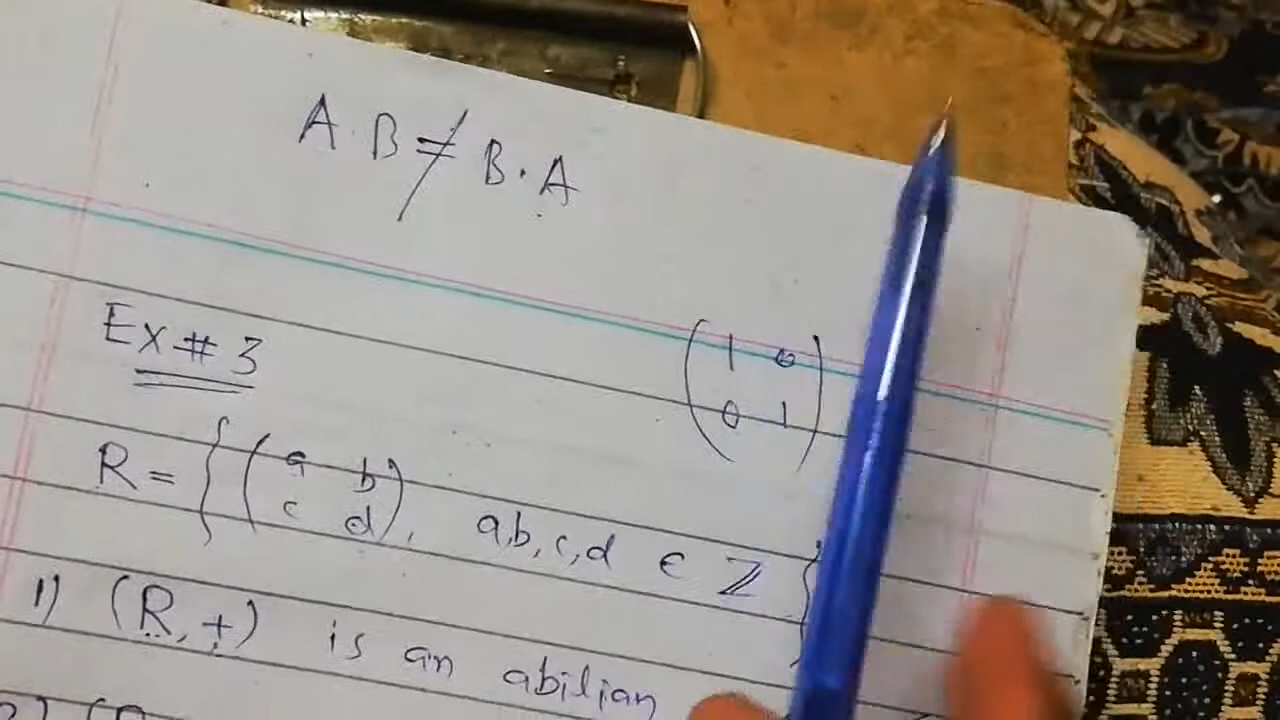 A·B ≠ B·A
Ex # 3
(1 0
0 1)
R = { (a b
c d), a,b,c,d ∈ ℤ }
1) (R, +) is an abilian